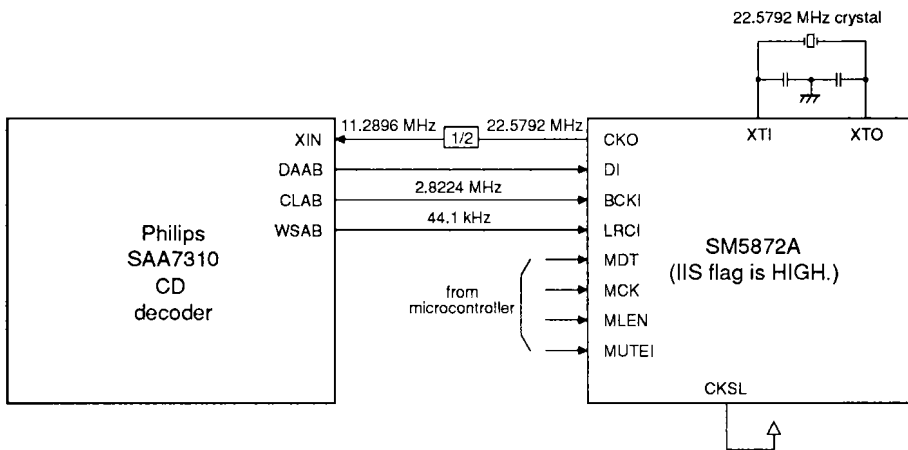 22.5792 MHz crystal
XTI
XTO
11.2896 MHz
1/2
22.5792 MHz
XIN
CKO
DAAB
DI
CLAB
2.8224 MHz
BCKI
WSAB
44.1 kHz
LRCI
Philips
SAA7310
CD
decoder
SM5872A
(IIS flag is HIGH.)
from
microcontroller
MDT
MCK
MLEN
MUTEI
CKSL